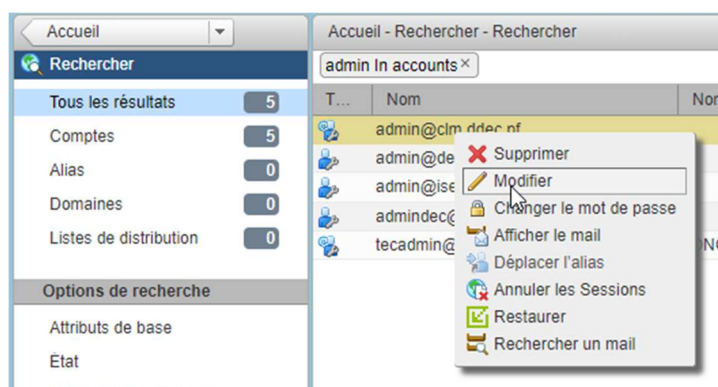 Accueil
Accueil - Rechercher - Rechercher
Rechercher
admin In accounts ×
Tous les résultats 5
Comptes 5
Alias 0
Domaines 0
Listes de distribution 0
Options de recherche
Attributs de base
État
T... Nom Nor
admin@clm.ddec.nf
admin@de
admin@ise
admindec@
tecadmin@
Supprimer
Modifier
Changer le mot de passe
Afficher le mail
Déplacer l'alias
Annuler les Sessions
Restaurer
Rechercher un mail